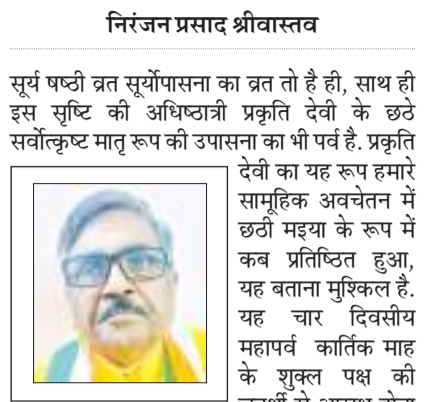 निरंजन प्रसाद श्रीवास्तव
सूर्य षष्ठी व्रत सूर्योपासना का व्रत तो है ही, साथ ही
इस सृष्टि की अधिष्ठात्री प्रकृति देवी के छठे
सर्वोत्कृष्ट मातृ रूप की उपासना का भी पर्व है. प्रकृति
देवी का यह रूप हमारे
सामूहिक अवचेतन में
छठी मइया के रूप में
कब प्रतिष्ठित हुआ,
यह बताना मुश्किल है.
यह चार दिवसीय
महापर्व कार्तिक माह
के शुक्ल पक्ष की